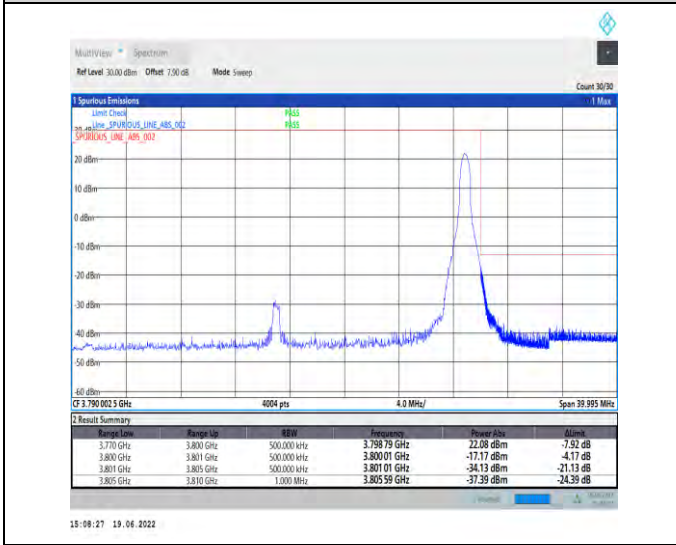 MultiView Spectrum
Ref Level 30.00 dBm Offset 7.90 dB Mode Sweep
Count 30/30
1 Spurious Emissions 1 Max
Limit Check PASS
Line _SPURIOUS_LINE_ABS_002 PASS
_SPURIOUS_LINE_ABS_002
20 dBm
10 dBm
0 dBm
-10 dBm
-20 dBm
-30 dBm
-40 dBm
-50 dBm
-60 dBm
CF 3.790 002 5 GHz 4004 pts 4.0 MHz/ Span 39.995 MHz
2 Result Summary
Range Low Range Up RBW Frequency Power Abs ΔLimit
3.770 GHz 3.800 GHz 500.000 kHz 3.798 79 GHz 22.08 dBm -7.92 dB
3.800 GHz 3.801 GHz 500.000 kHz 3.800 01 GHz -17.17 dBm -4.17 dB
3.801 GHz 3.805 GHz 500.000 kHz 3.801 01 GHz -34.13 dBm -21.13 dB
3.805 GHz 3.810 GHz 1.000 MHz 3.805 59 GHz -37.39 dBm -24.39 dB
15:08:27 19.06.2022